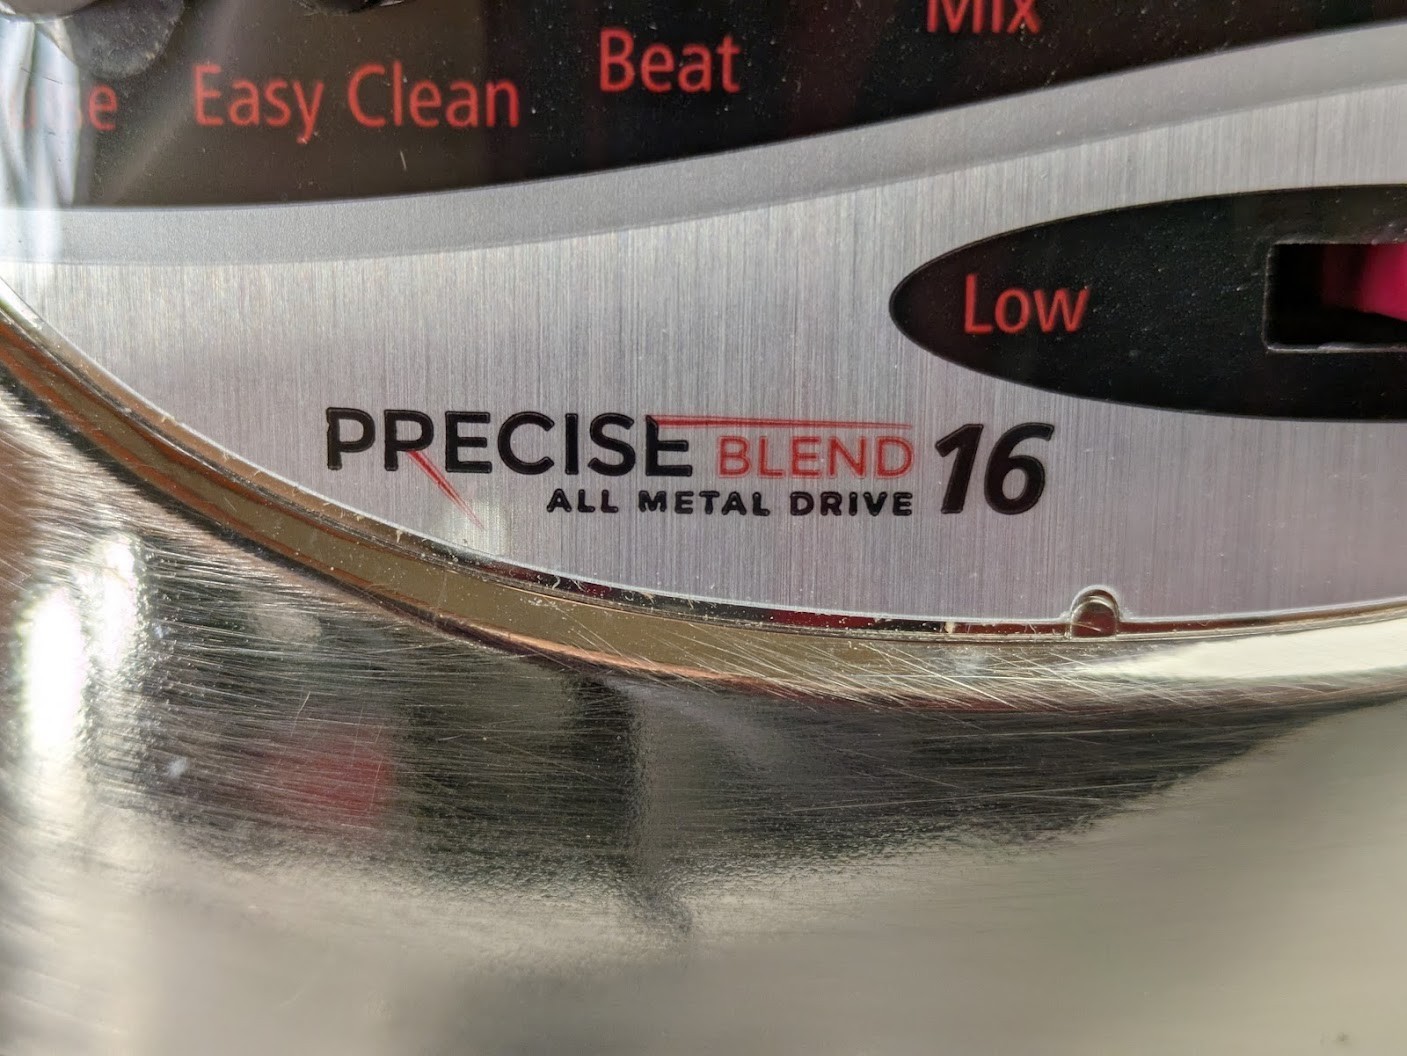 Mix
Beat
Easy Clean
Low
PRECISE BLEND 16
ALL METAL DRIVE